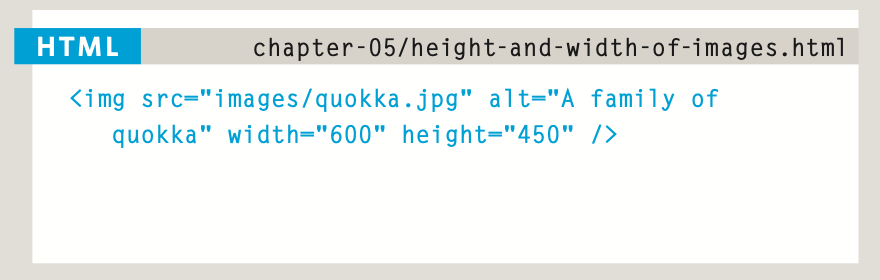 HTML
chapter-05/height-and-width-of-images.html
<img src="images/quokka.jpg" alt="A family of
quokka" width="600" height="450" />